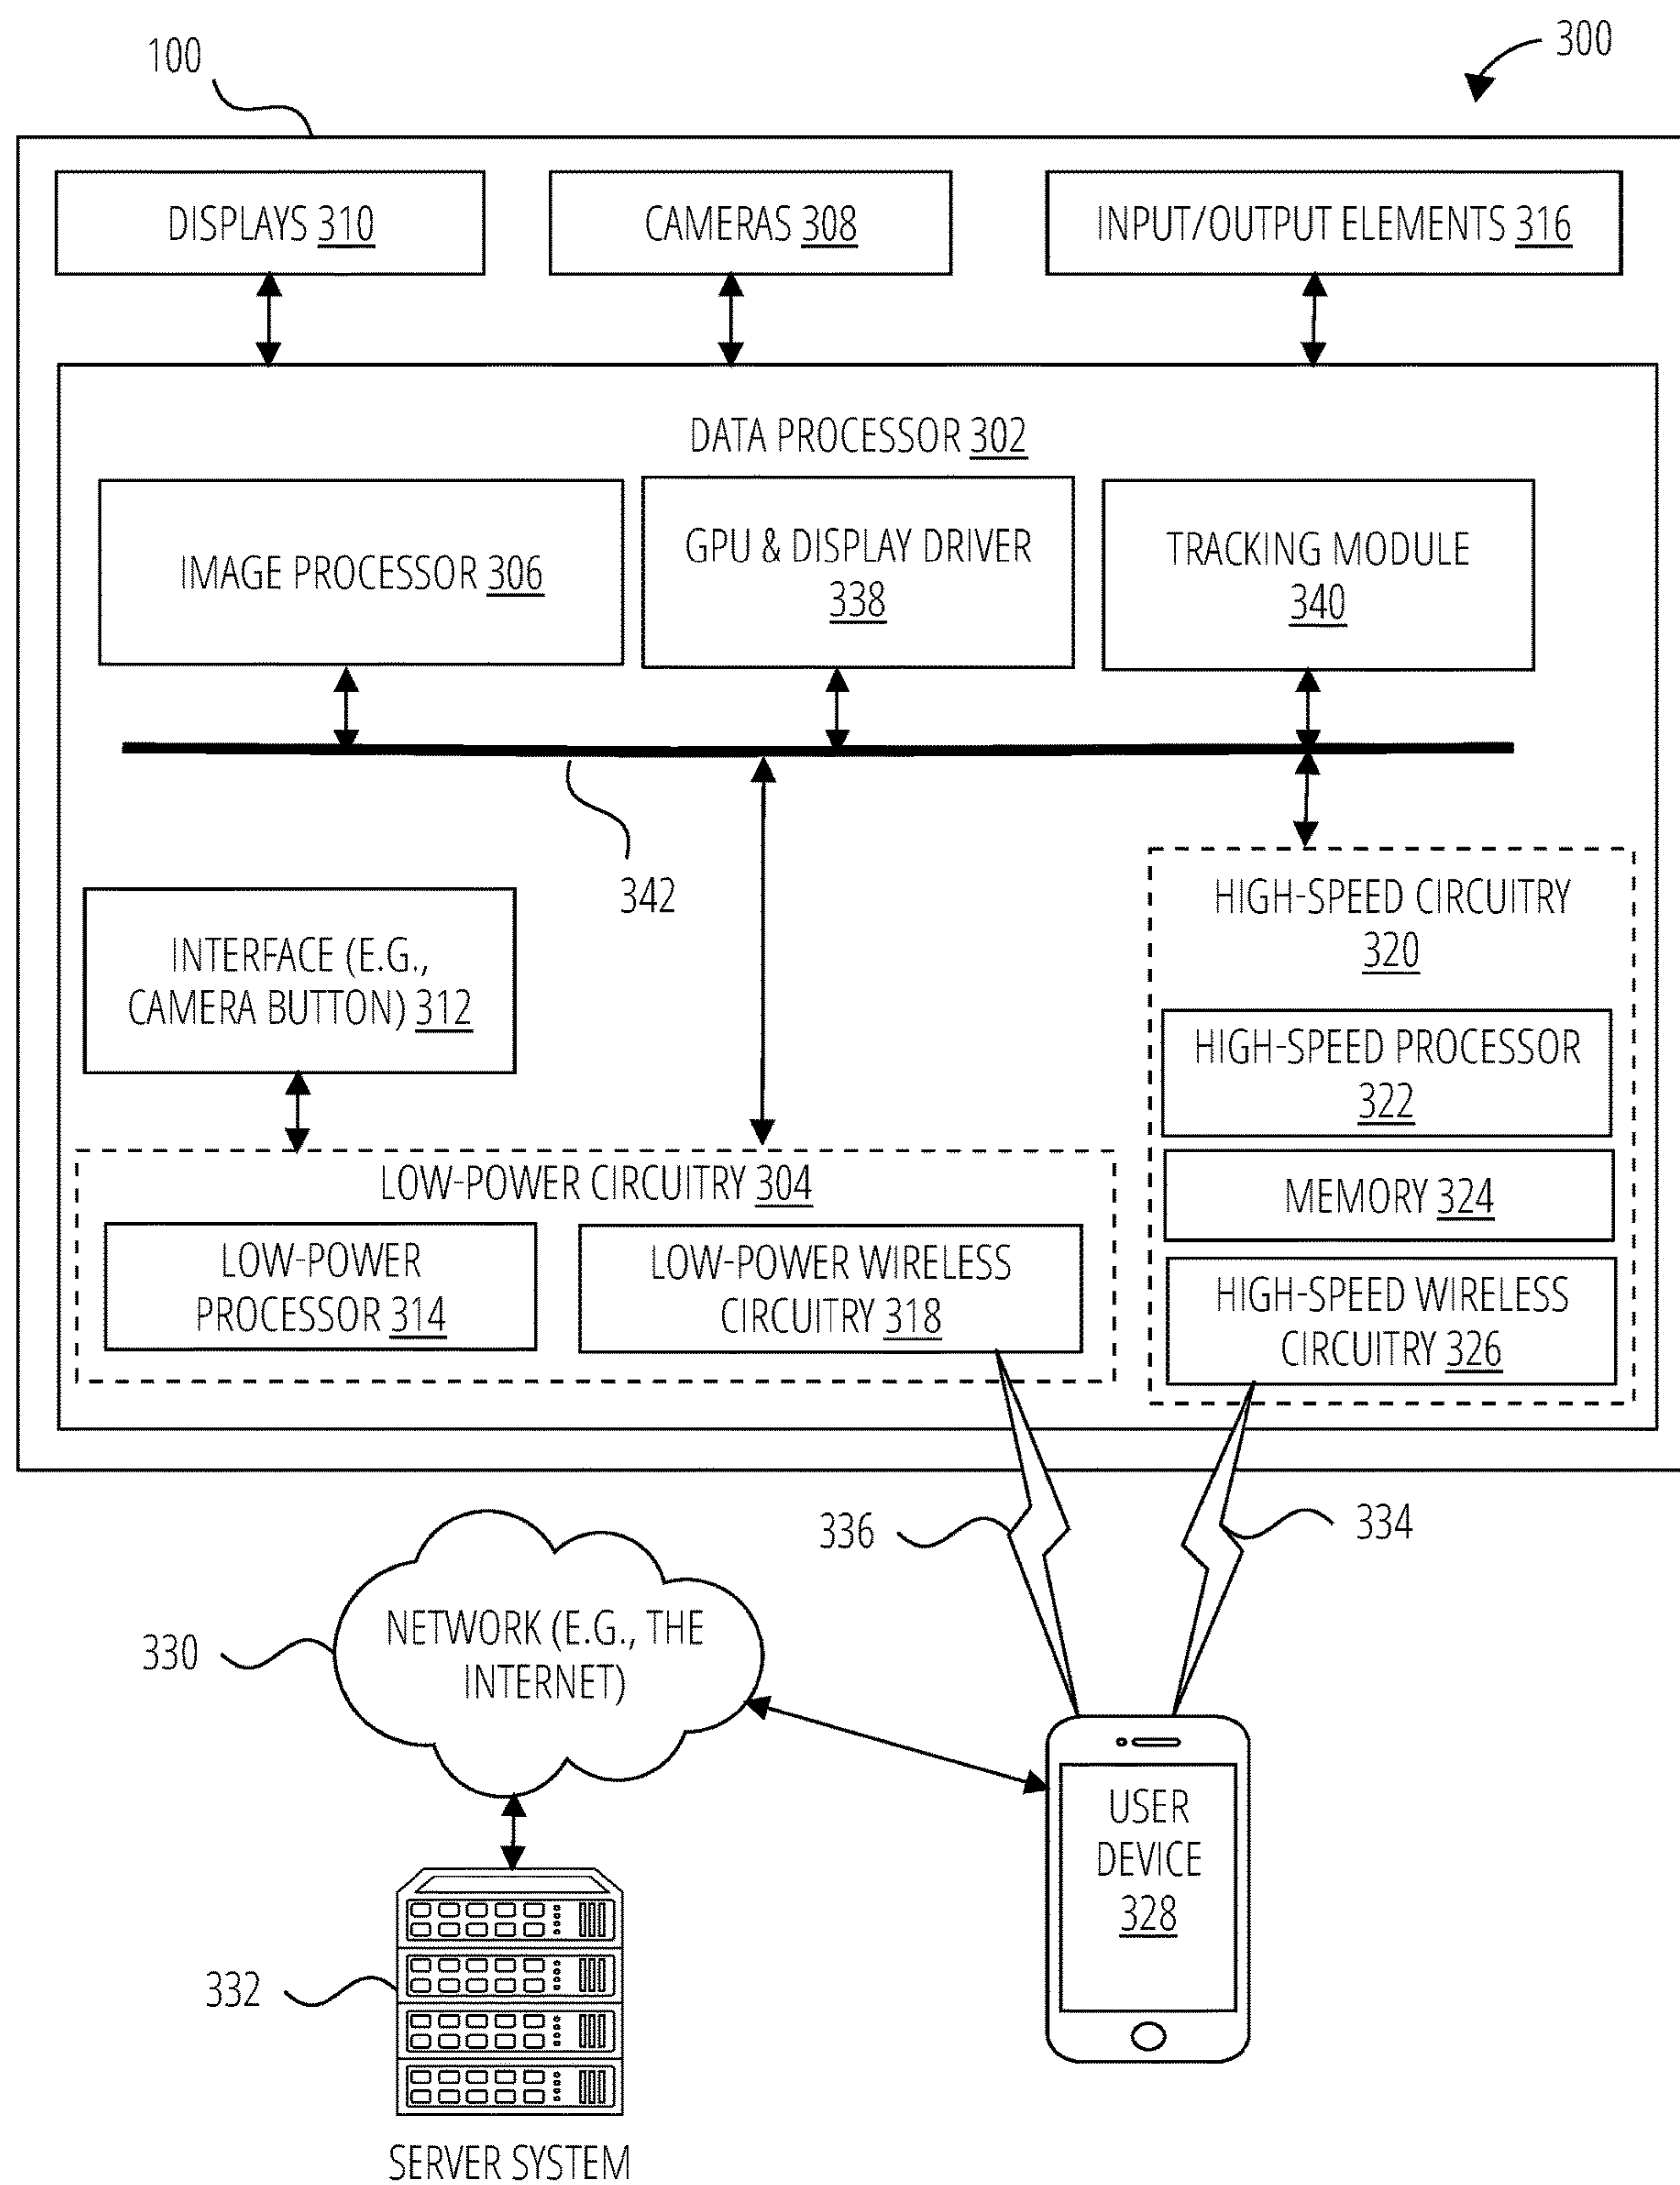 100
300
DISPLAYS 310
CAMERAS 308
INPUT/OUTPUT ELEMENTS 316
DATA PROCESSOR 302
IMAGE PROCESSOR 306
GPU & DISPLAY DRIVER
338
TRACKING MODULE
340
342
INTERFACE (E.G.,
CAMERA BUTTON) 312
HIGH-SPEED CIRCUITRY
320
HIGH-SPEED PROCESSOR
322
MEMORY 324
HIGH-SPEED WIRELESS
CIRCUITRY 326
LOW-POWER CIRCUITRY 304
LOW-POWER
PROCESSOR 314
LOW-POWER WIRELESS
CIRCUITRY 318
336
334
330
NETWORK (E.G., THE
INTERNET)
USER
DEVICE
328
332
SERVER SYSTEM